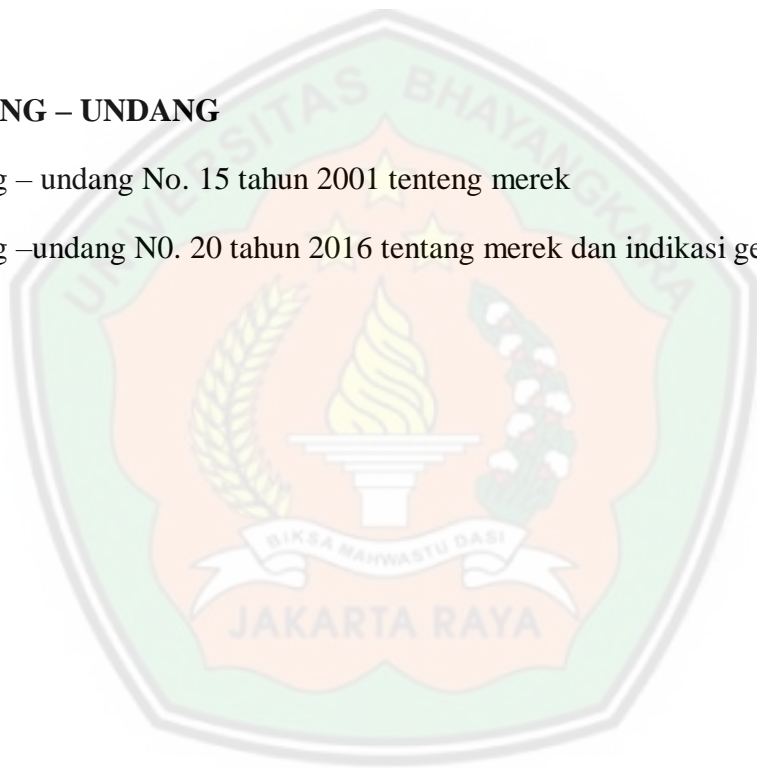 NG – UNDANG
g – undang No. 15 tahun 2001 tenteng merek
g –undang N0. 20 tahun 2016 tentang merek dan indikasi ge
UNIVERSITAS BHAYANGKARA
BIKSA MAHWASTU DASI
JAKARTA RAYA